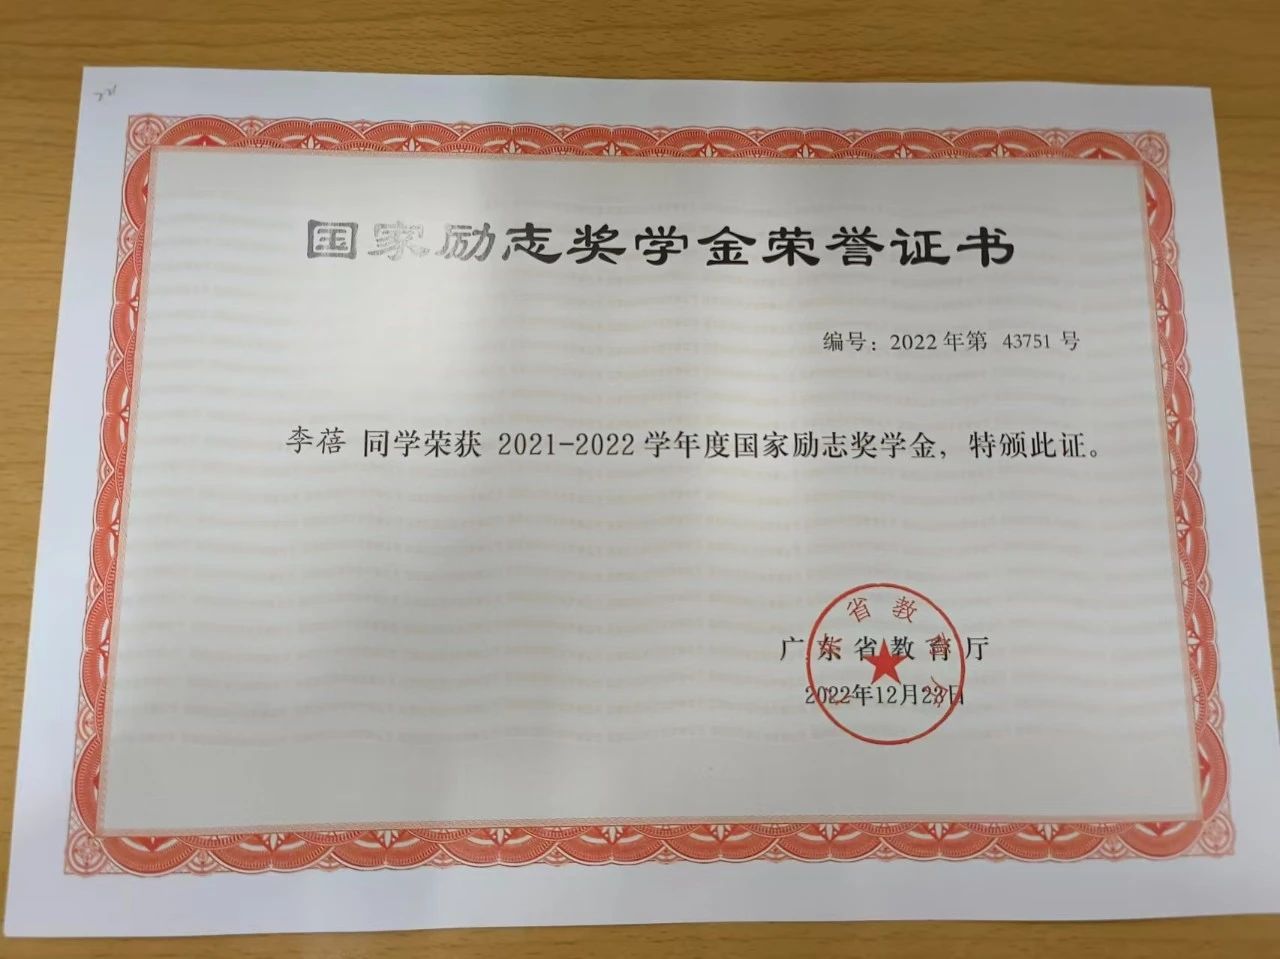 国家励志奖学金荣誉证书
编号：2022年第 43751 号
李蓓 同学荣获 2021-2022 学年度国家励志奖学金，特颁此证。
广东省教育厅
2022年12月23日